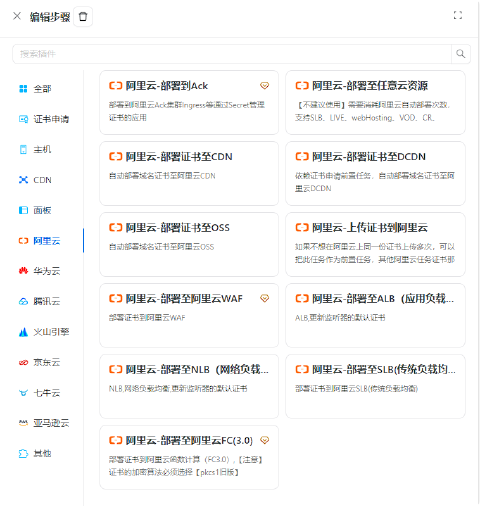 编辑步骤
搜索插件
全部
证书申请
主机
CDN
面板
阿里云
华为云
腾讯云
火山引擎
京东云
七牛云
亚马逊云
其他
阿里云-部署到Ack
部署到阿里云Ack集群Ingress等通过Secret管理
证书的应用
阿里云-部署至任意云资源
【不建议使用】需要消耗阿里云自动部署次数，
支持SLB、LIVE、webHosting、VOD、CR、
阿里云-部署证书至CDN
自动部署域名证书至阿里云CDN
阿里云-部署证书至DCDN
依赖证书申请前置任务，自动部署域名证书至阿
里云DCDN
阿里云-部署证书至OSS
自动部署域名证书至阿里云OSS
阿里云-上传证书到阿里云
如果不想在阿里云上同一份证书上传多次，可以
把此任务作为前置任务，其他阿里云任务证书那
阿里云-部署至阿里云WAF
部署证书到阿里云WAF
阿里云-部署至ALB（应用负载...
ALB,更新监听器的默认证书
阿里云-部署至NLB（网络负载...
NLB,网络负载均衡,更新监听器的默认证书
阿里云-部署至SLB(传统负载均...
部署证书到阿里云SLB(传统负载均衡)
阿里云-部署至阿里云FC(3.0)
部署证书到阿里云函数计算（FC3.0）,【注意】
证书的加密算法必须选择【pkcs1旧版】